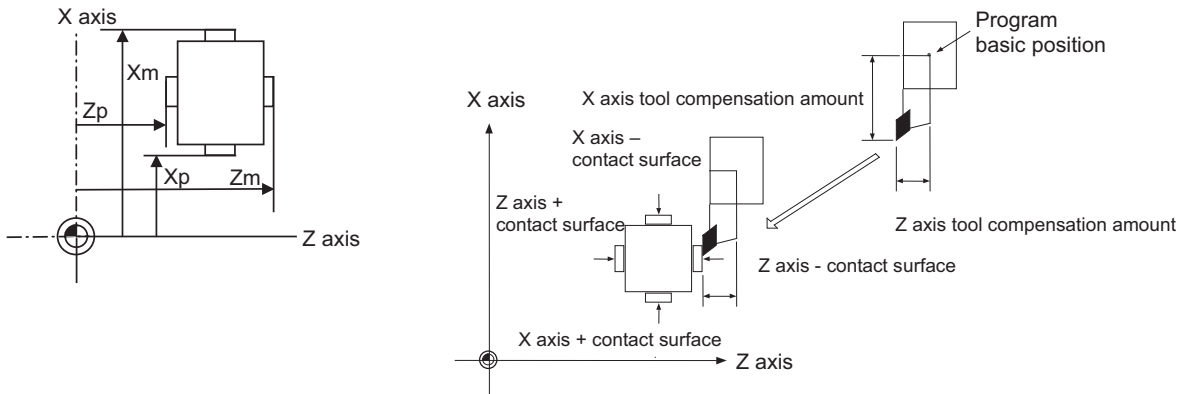 X axis
Xm
Zp
Xp
Zm
Z axis
Program
basic position
X axis
X axis tool compensation amount
X axis –
contact surface
Z axis +
contact surface
Z axis tool compensation amount
Z axis - contact surface
X axis + contact surface
Z axis